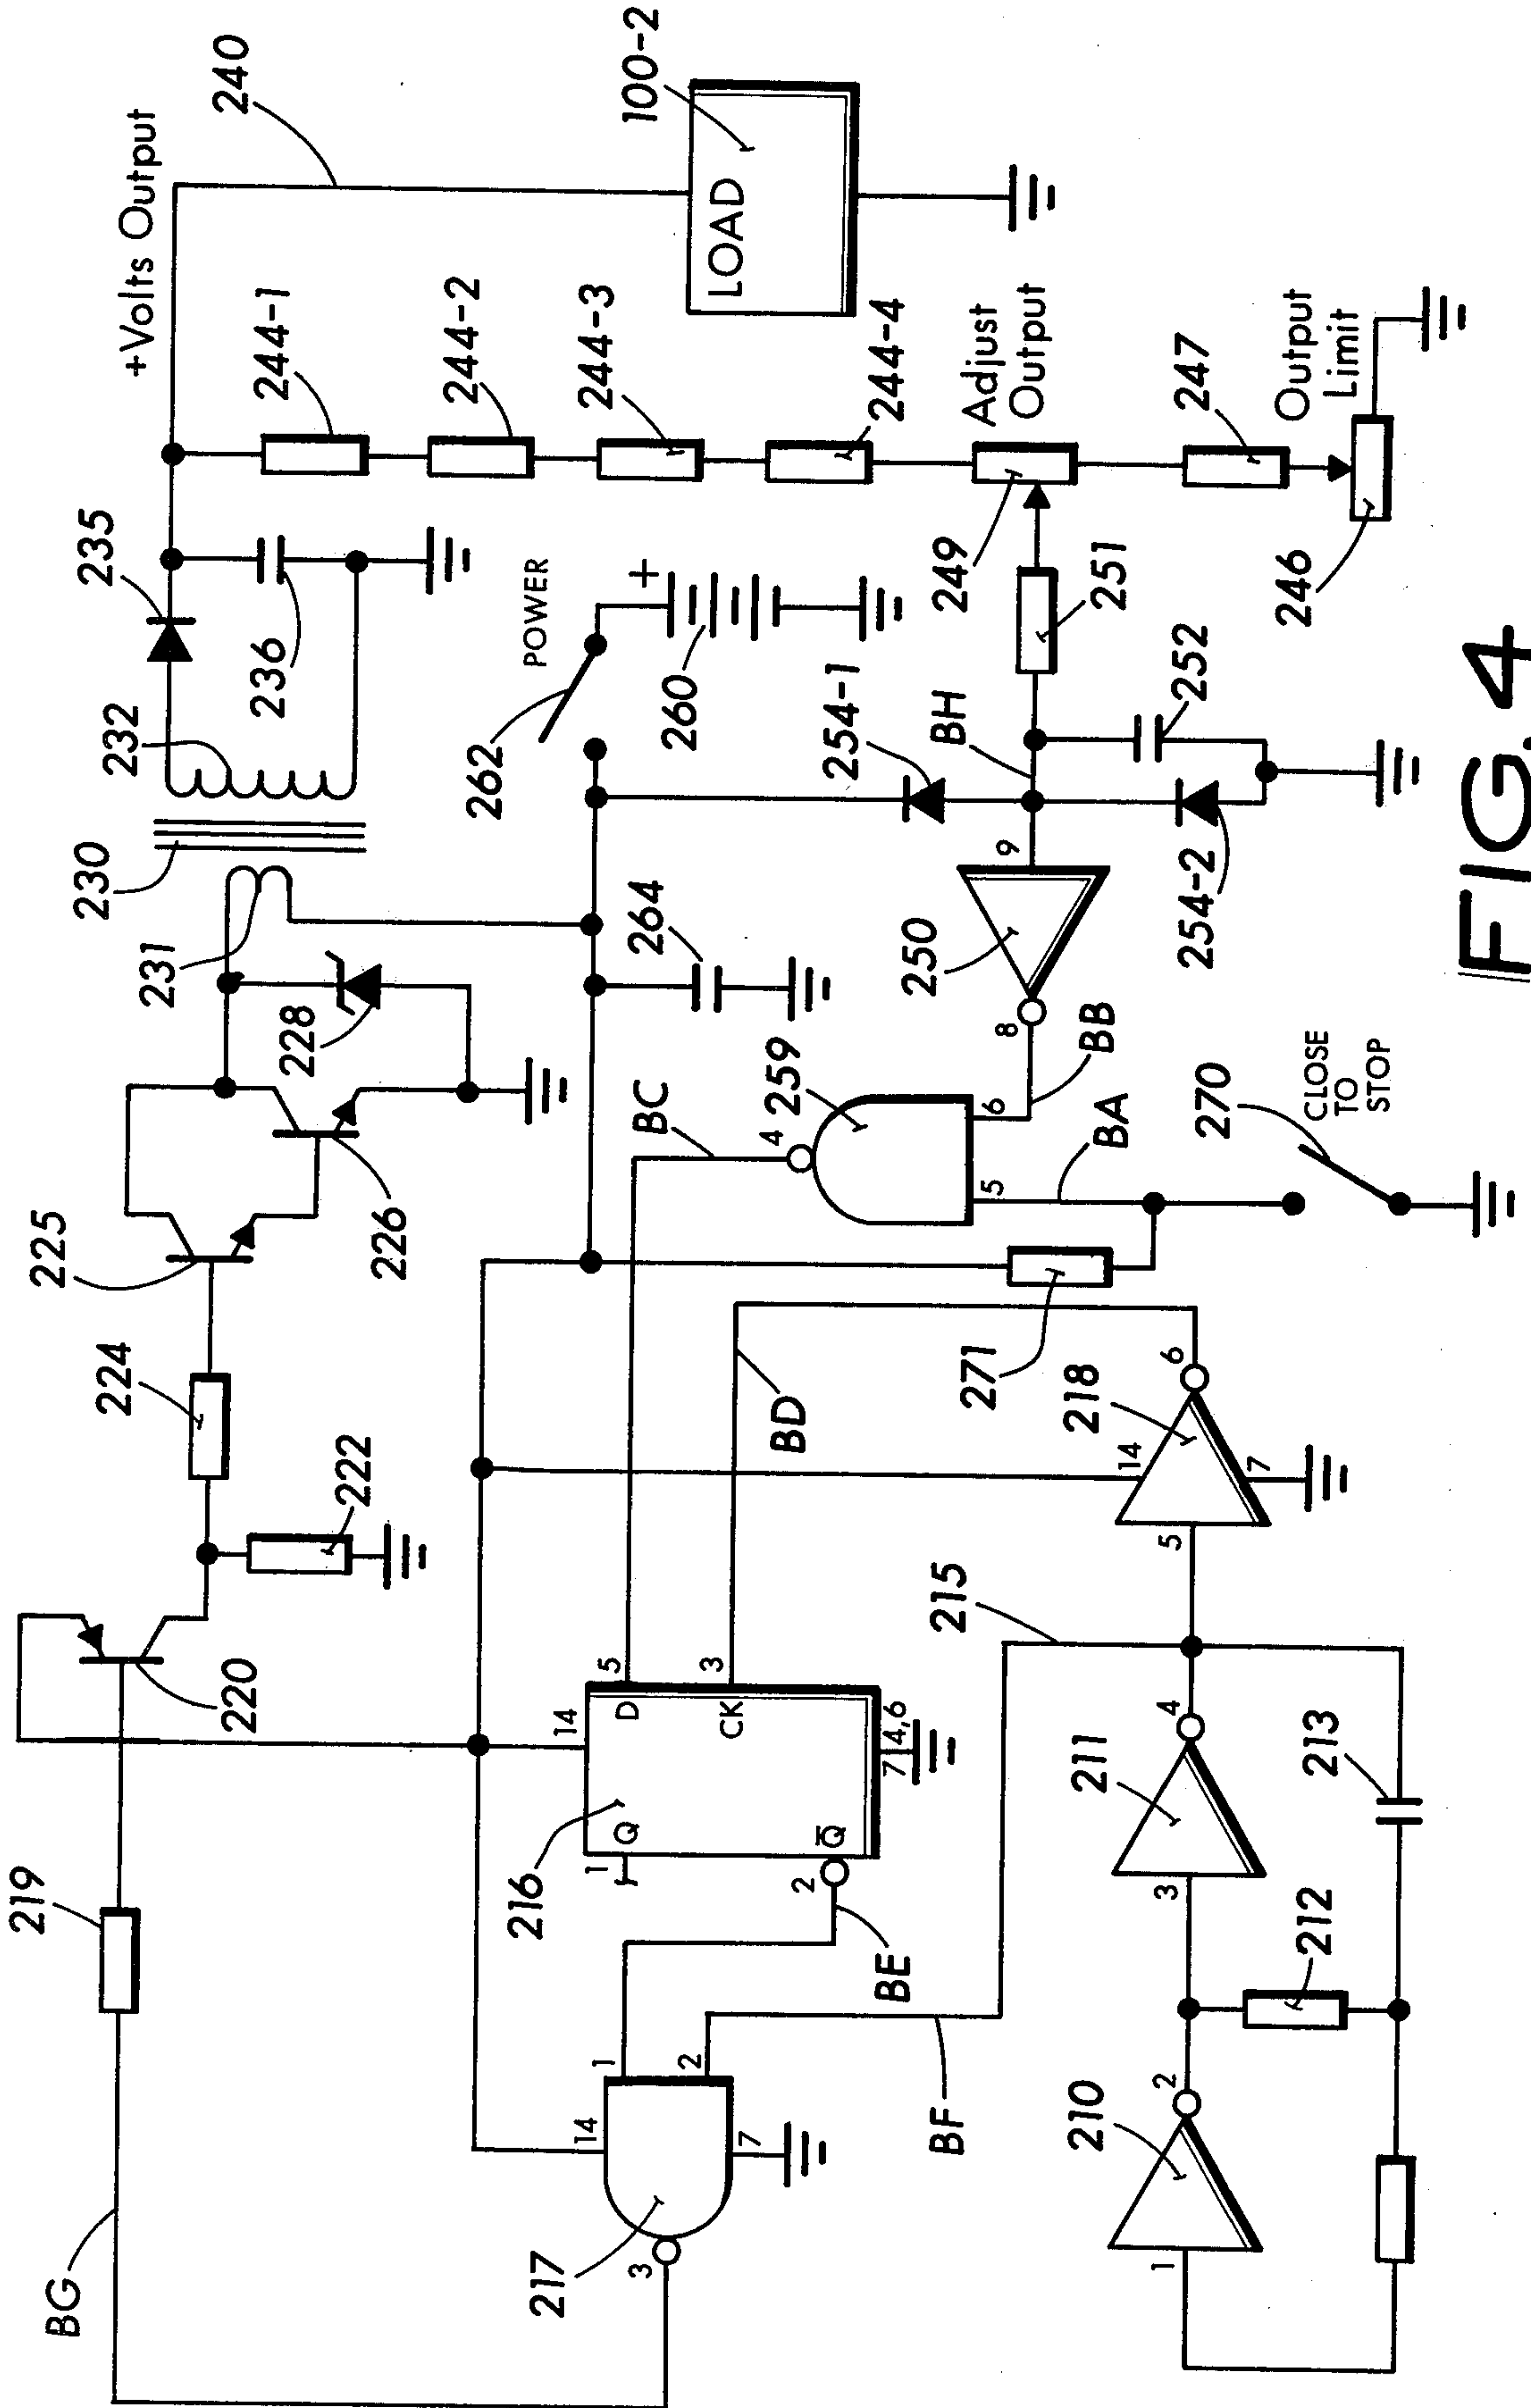 +Volts Output
240
235
232
230
231
236
244-1
244-2
244-3
244-4
LOAD
100-2
225
224
222
220
219
BG
228
226
262
POWER
+
260
264
254-1
249
Adjust
Output
247
Output
Limit
246
251
252
BH
9
250
8
254-2
BB
259
BC
4
6
5
BA
270
CLOSE
TO
STOP
271
BD
218
14
6
7
5
215
14
5
D
3
CK
Q
1
216
Q̅
2
714,6
BE
14
1
2
217
7
3
BF
211
4
3
213
212
210
2
1
FIG.4